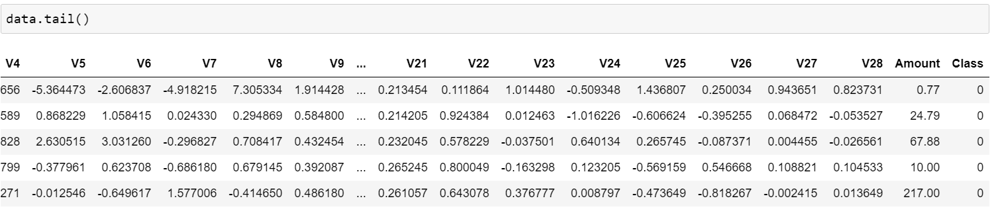 data.tail()
V4 V5 V6 V7 V8 V9 ... V21 V22 V23 V24 V25 V26 V27 V28 Amount Class
656 -5.364473 -2.606837 -4.918215 7.305334 1.914428 ... 0.213454 0.111864 1.014480 -0.509348 1.436807 0.250034 0.943651 0.823731 0.77 0
589 0.868229 1.058415 0.024330 0.294869 0.584800 ... 0.214205 0.924384 0.012463 -1.016226 -0.606624 -0.395255 0.068472 -0.053527 24.79 0
828 2.630515 3.031260 -0.296827 0.708417 0.432454 ... 0.232045 0.578229 -0.037501 0.640134 0.265745 -0.087371 0.004455 -0.026561 67.88 0
799 -0.377961 0.623708 -0.686180 0.679145 0.392087 ... 0.265245 0.800049 -0.163298 0.123205 -0.569159 0.546668 0.108821 0.104533 10.00 0
271 -0.012546 -0.649617 1.577006 -0.414650 0.486180 ... 0.261057 0.643078 0.376777 0.008797 -0.473649 -0.818267 -0.002415 0.013649 217.00 0